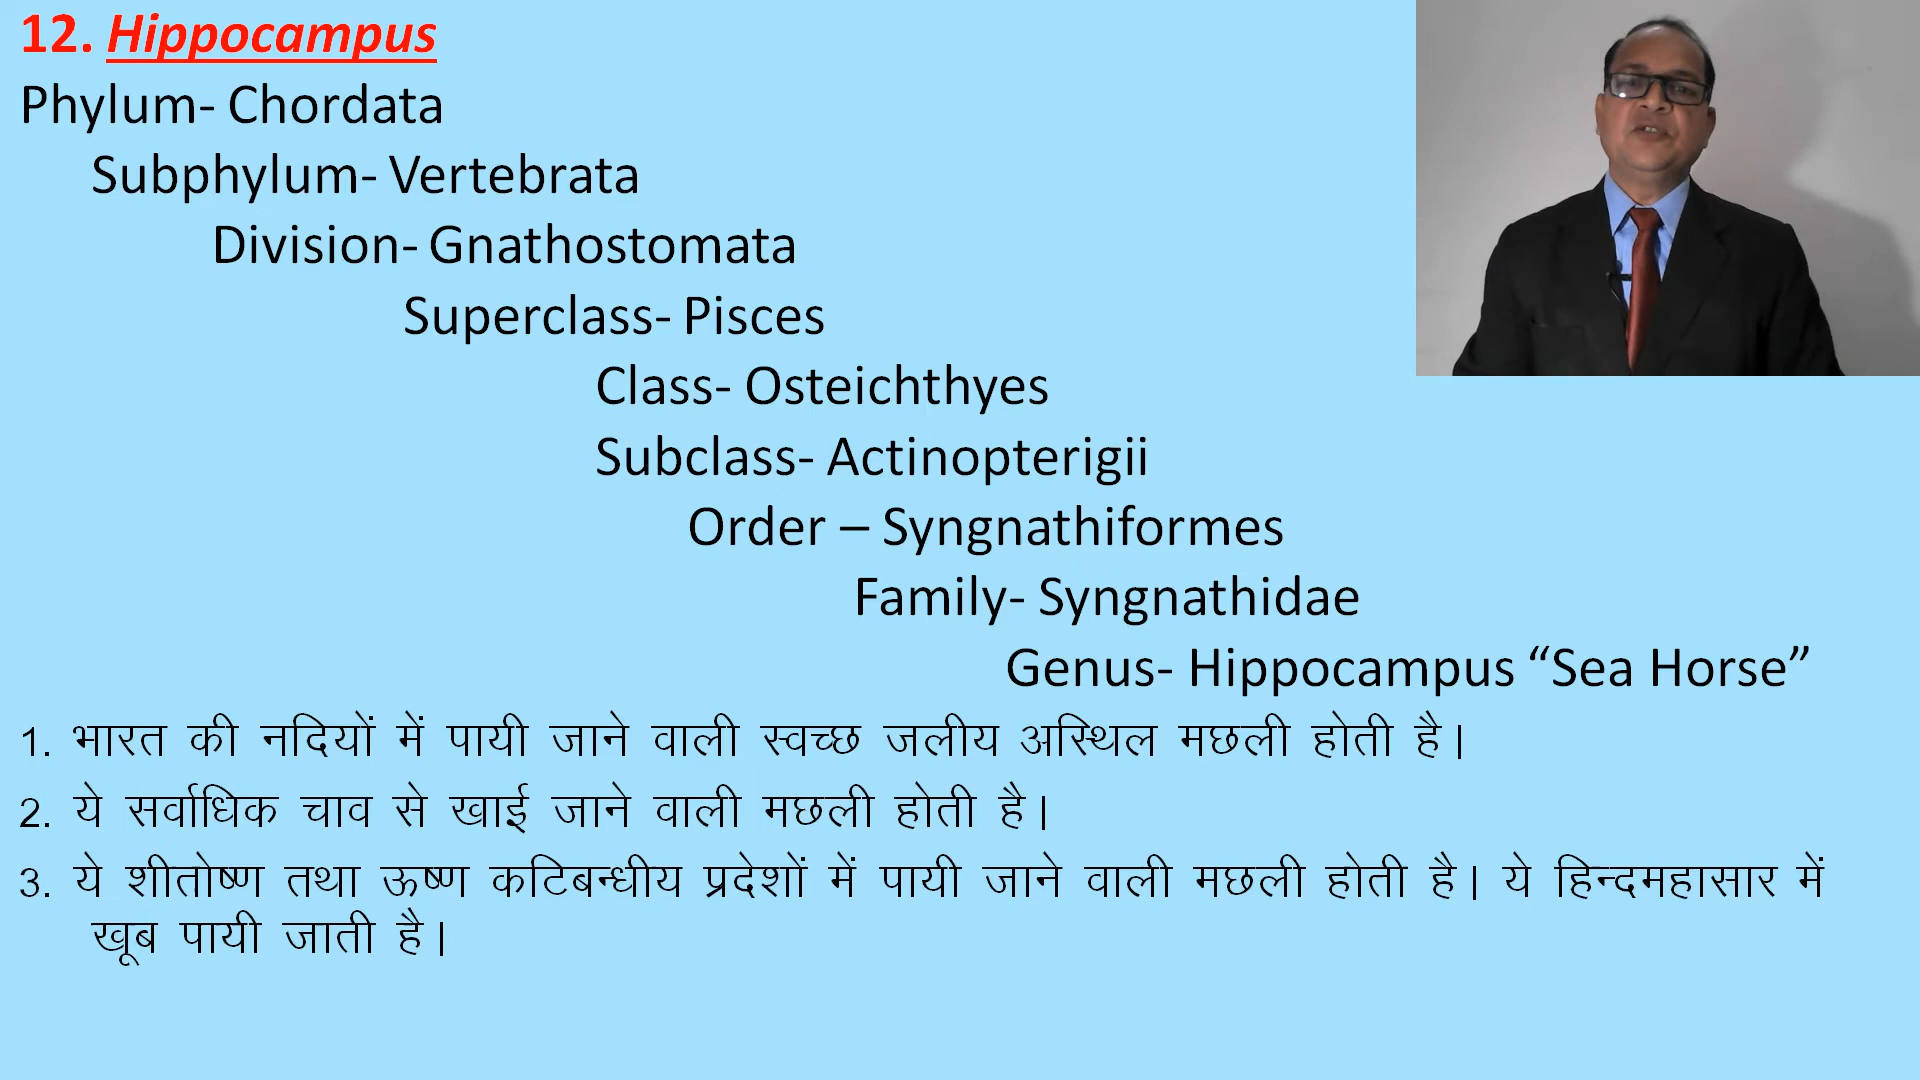 12. Hippocampus
Phylum- Chordata
Subphylum- Vertebrata
Division- Gnathostomata
Superclass- Pisces
Class- Osteichthyes
Subclass- Actinopterigii
Order – Syngnathiformes
Family- Syngnathidae
Genus- Hippocampus “Sea Horse”
1. भारत की नदियों में पायी जाने वाली स्वच्छ जलीय अस्थिल मछली होती है।
2. ये सर्वाधिक चाव से खाई जाने वाली मछली होती है।
3. ये शीतोष्ण तथा ऊष्ण कटिबन्धीय प्रदेशों में पायी जाने वाली मछली होती है। ये हिन्दमहासार में
खूब पायी जाती है।